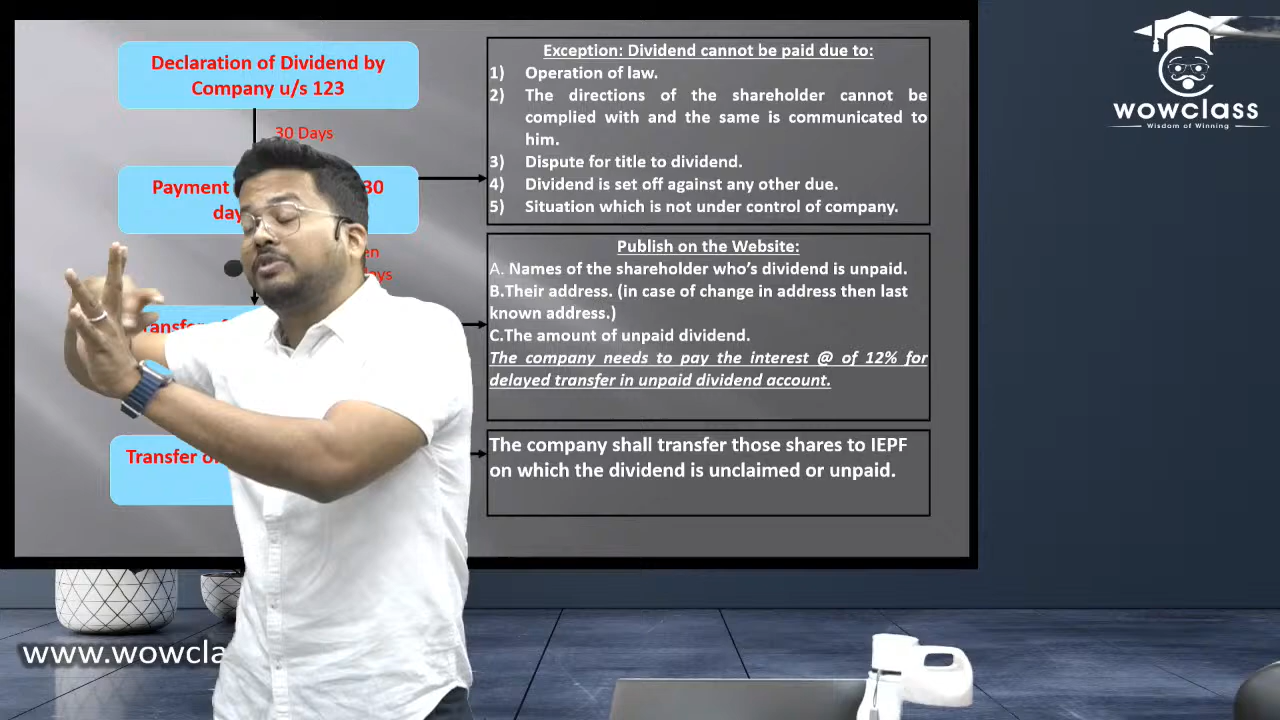 Declaration of Dividend by
Company u/s 123
30 Days
Payment 30
Transfer
Exception: Dividend cannot be paid due to:
1) Operation of law.
2) The directions of the shareholder cannot be
complied with and the same is communicated to
him.
3) Dispute for title to dividend.
4) Dividend is set off against any other due.
5) Situation which is not under control of company.
Publish on the Website:
A. Names of the shareholder who's dividend is unpaid.
B.Their address. (in case of change in address then last
known address.)
C.The amount of unpaid dividend.
The company needs to pay the interest @ of 12% for
delayed transfer in unpaid dividend account.
The company shall transfer those shares to IEPF
on which the dividend is unclaimed or unpaid.
wowclass
Wisdom of Winning
www.wowcla